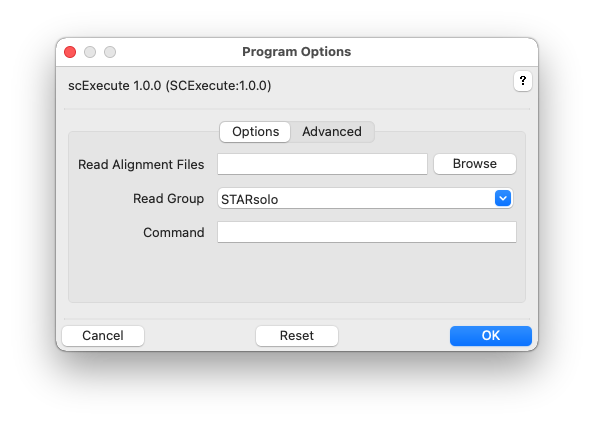 Program Options
scExecute 1.0.0 (SCExecute:1.0.0)
?
Options Advanced
Read Alignment Files Browse
Read Group STARsolo
Command
Cancel Reset OK